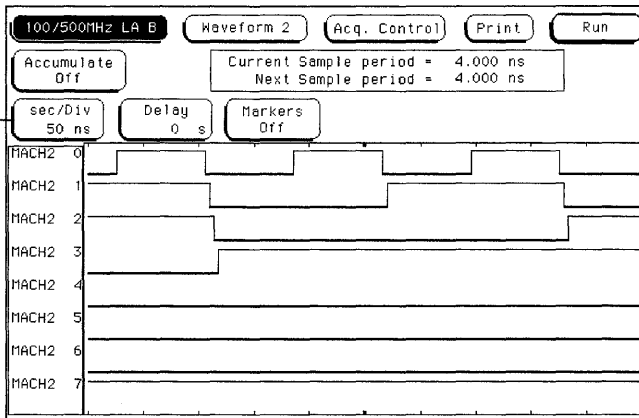 100/500MHz LA B Waveform 2 Acq. Control Print Run
Accumulate
Off
Current Sample period = 4.000 ns
Next Sample period = 4.000 ns
sec/Div
50 ns
Delay
0 s
Markers
Off
MACH2 0
MACH2 1
MACH2 2
MACH2 3
MACH2 4
MACH2 5
MACH2 6
MACH2 7